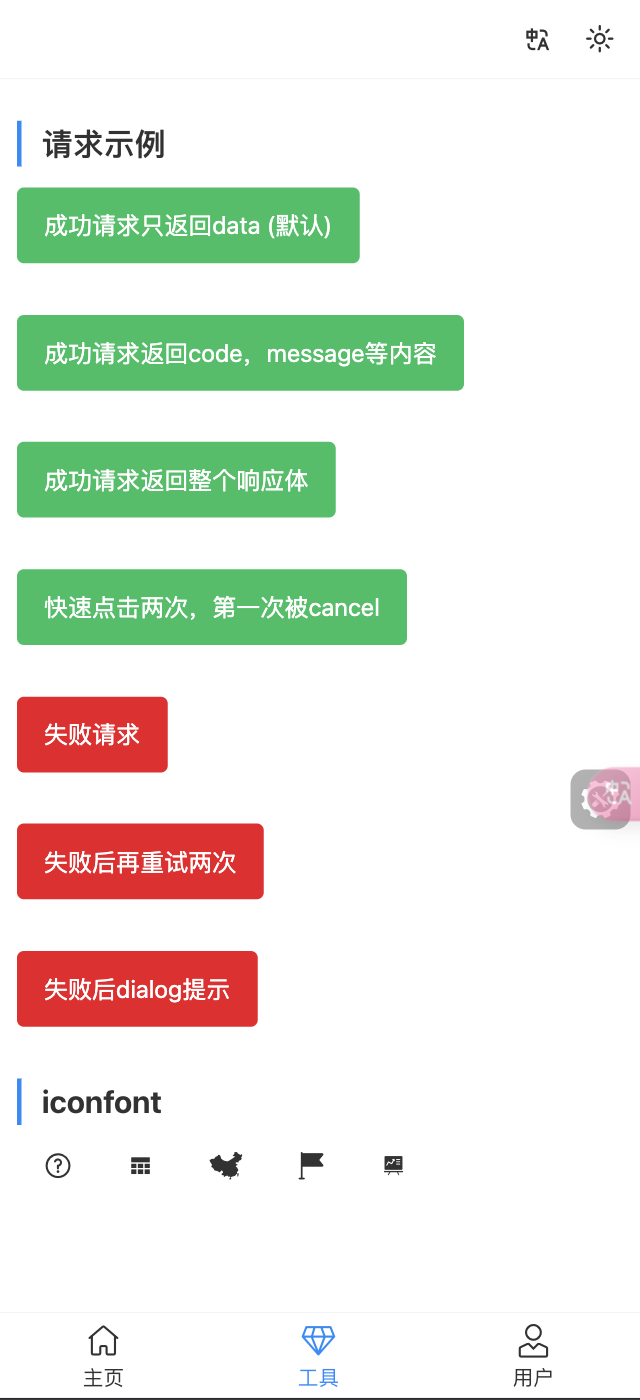 请求示例
成功请求只返回data (默认)
成功请求返回code，message等内容
成功请求返回整个响应体
快速点击两次，第一次被cancel
失败请求
失败后再重试两次
失败后dialog提示
iconfont
主页
工具
用户